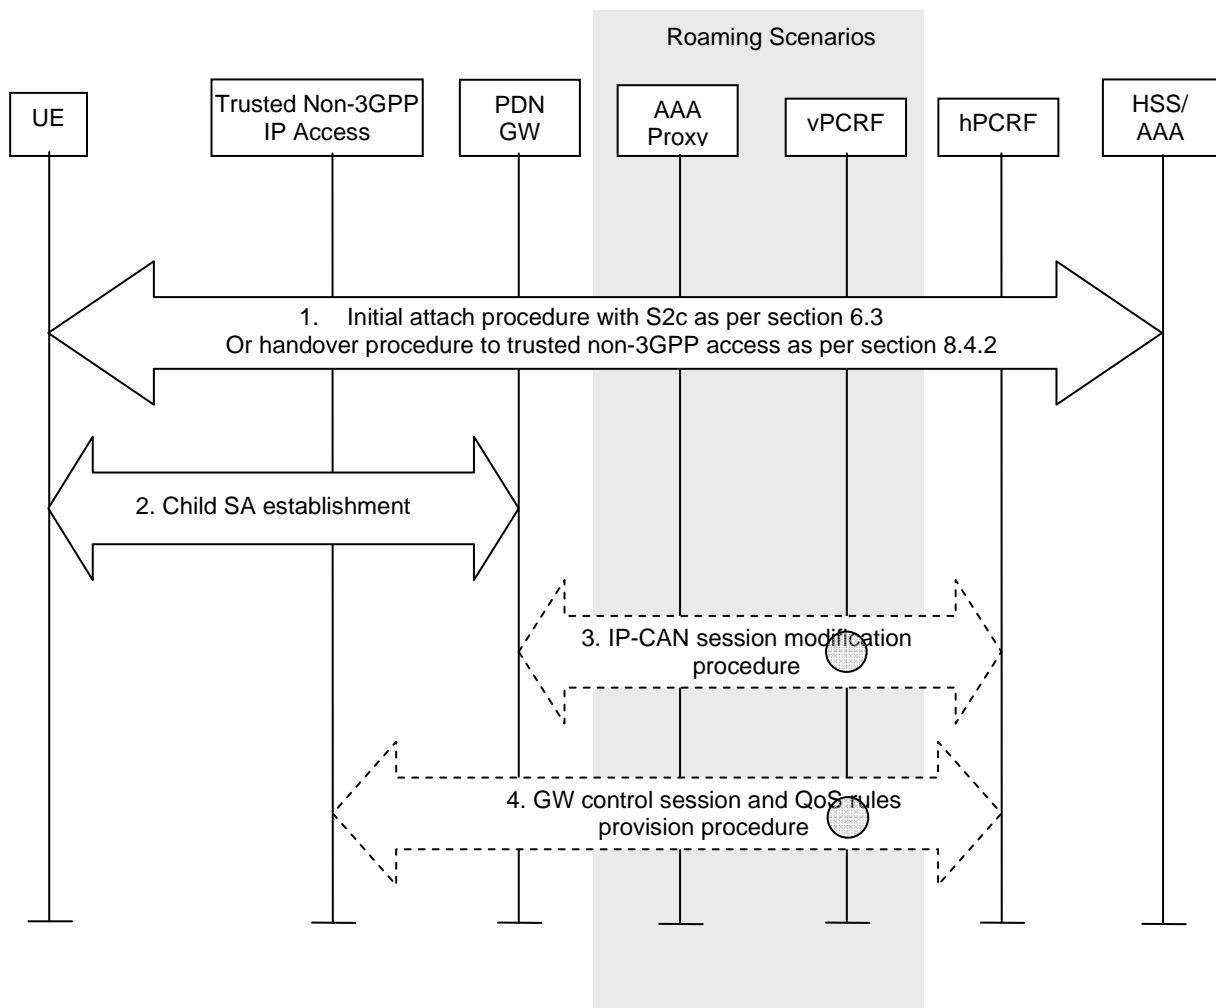 Roaming Scenarios
UE
Trusted Non-3GPP
IP Access
PDN
GW
AAA
Proxy
vPCRF
hPCRF
HSS/
AAA
1. Initial attach procedure with S2c as per section 6.3
Or handover procedure to trusted non-3GPP access as per section 8.4.2
2. Child SA establishment
3. IP-CAN session modification
procedure
4. GW control session and QoS rules
provision procedure